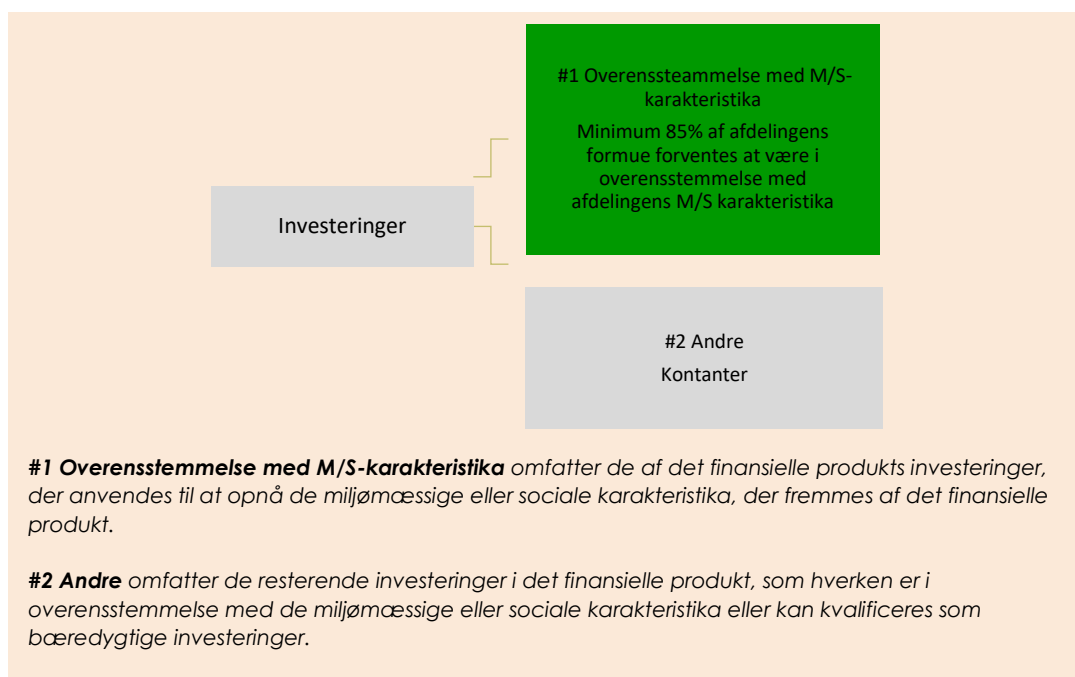 #1 Overenssteammelse med M/S-
karakteristika
Minimum 85% af afdelingens
formue forventes at være i
overensstemmelse med
afdelingens M/S karakteristika
Investeringer
#2 Andre
Kontanter
#1 Overensstemmelse med M/S-karakteristika omfatter de af det finansielle produkts investeringer,
der anvendes til at opnå de miljømæssige eller sociale karakteristika, der fremmes af det finansielle
produkt.
#2 Andre omfatter de resterende investeringer i det finansielle produkt, som hverken er i
overensstemmelse med de miljømæssige eller sociale karakteristika eller kan kvalificeres som
bæredygtige investeringer.